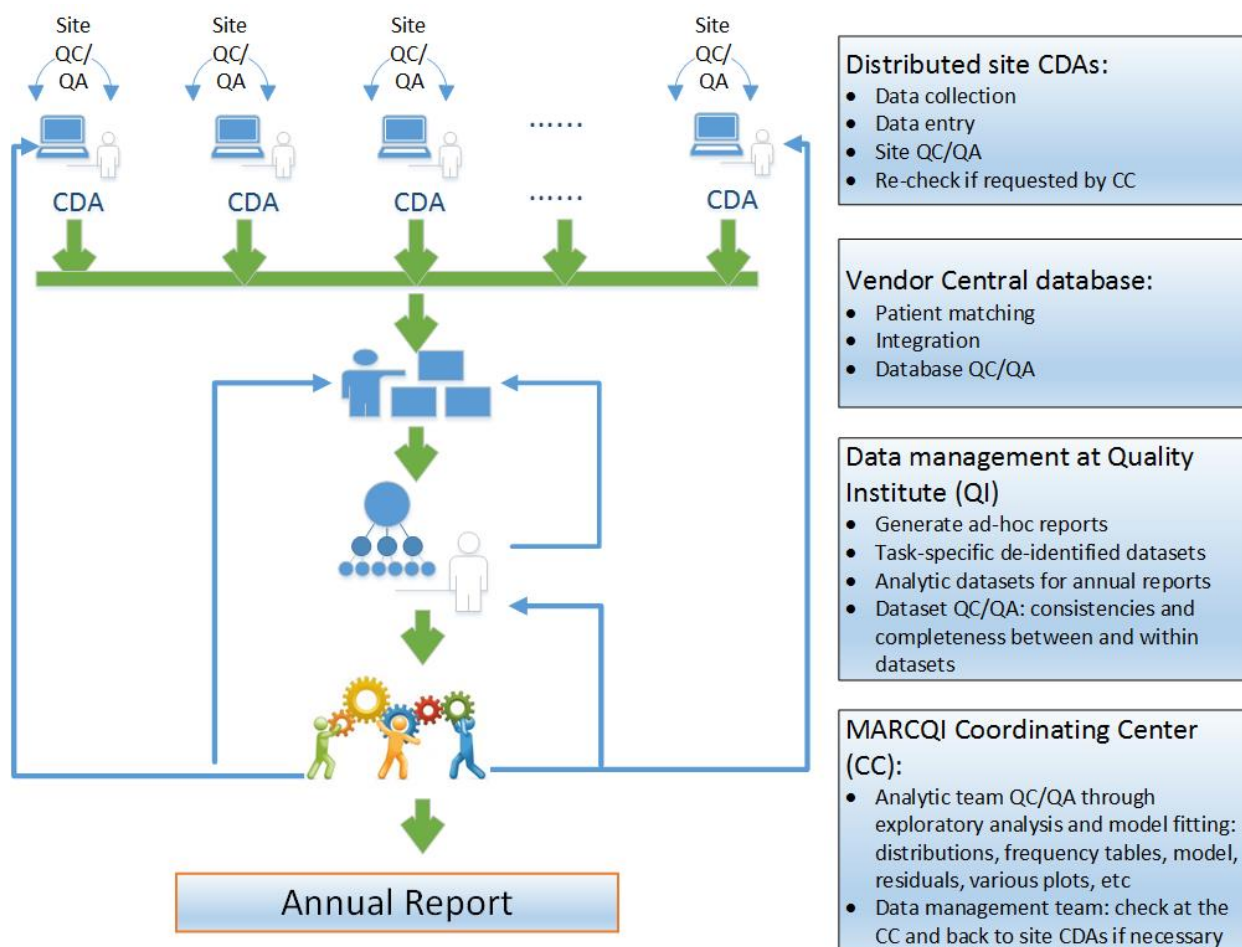 Site
QC/
QA
Site
QC/
QA
Site
QC/
QA
Site
QC/
QA
......
CDA
CDA
CDA
......
CDA
Annual Report
Distributed site CDAs:
• Data collection
• Data entry
• Site QC/QA
• Re-check if requested by CC
Vendor Central database:
• Patient matching
• Integration
• Database QC/QA
Data management at Quality
Institute (QI)
• Generate ad-hoc reports
• Task-specific de-identified datasets
• Analytic datasets for annual reports
• Dataset QC/QA: consistencies and
completeness between and within
datasets
MARCQI Coordinating Center
(CC):
• Analytic team QC/QA through
exploratory analysis and model fitting:
distributions, frequency tables, model,
residuals, various plots, etc
• Data management team: check at the
CC and back to site CDAs if necessary